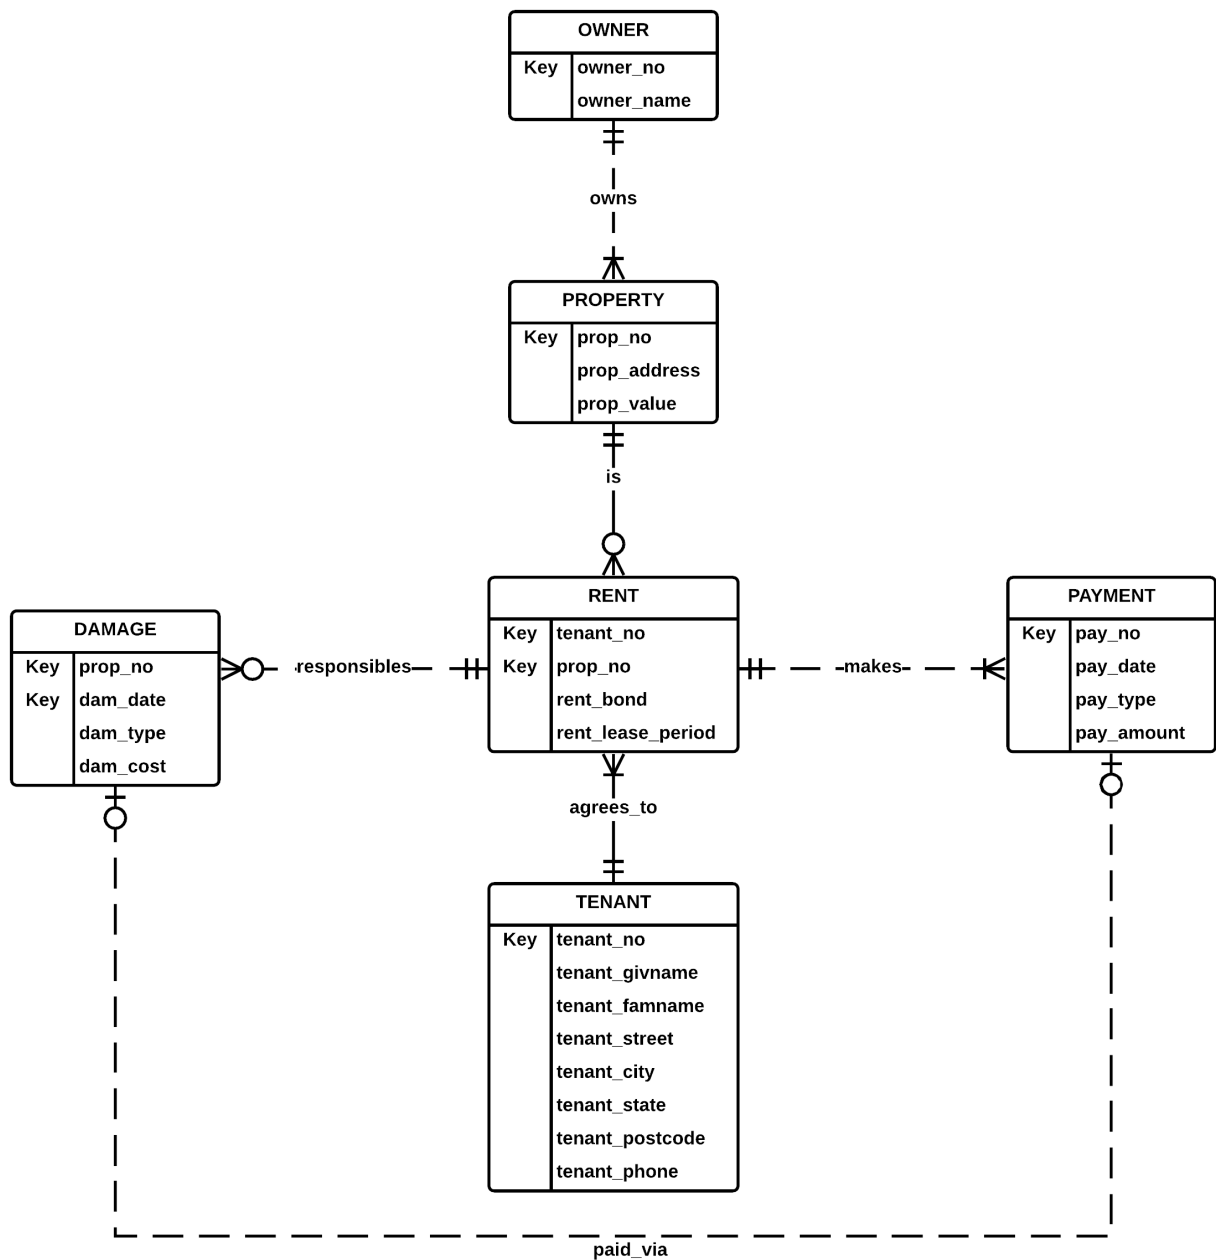 OWNER
Key owner_no
owner_name
owns
PROPERTY
Key prop_no
prop_address
prop_value
is
RENT
Key tenant_no
Key prop_no
rent_bond
rent_lease_period
DAMAGE
Key prop_no
Key dam_date
dam_type
dam_cost
responsibles
makes
PAYMENT
Key pay_no
pay_date
pay_type
pay_amount
agrees_to
TENANT
Key tenant_no
tenant_givname
tenant_famname
tenant_street
tenant_city
tenant_state
tenant_postcode
tenant_phone
paid_via